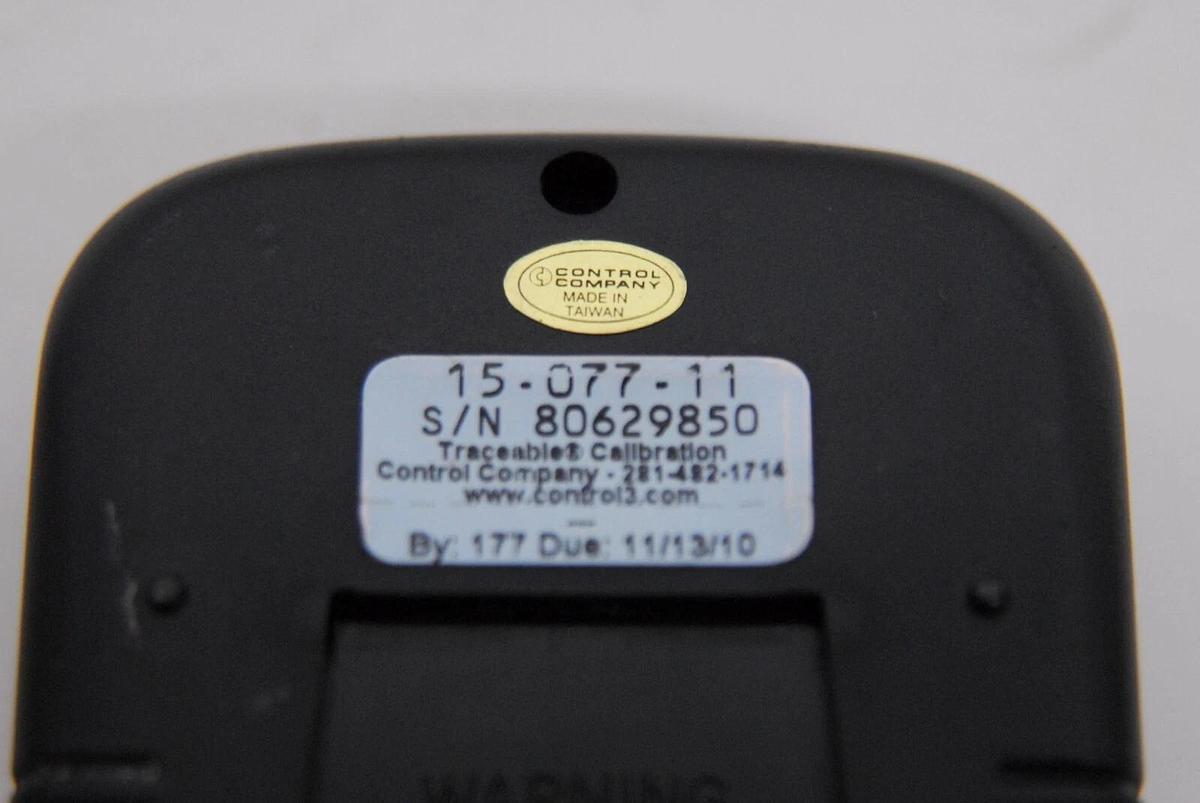 CONTROL
COMPANY
MADE IN
TAIWAN
15-077-11
S/N 80629850
Traceable® Calibration
Control Company - 281-482-1714
www.control3.com
By: 177 Due: 11/13/10
WARNING